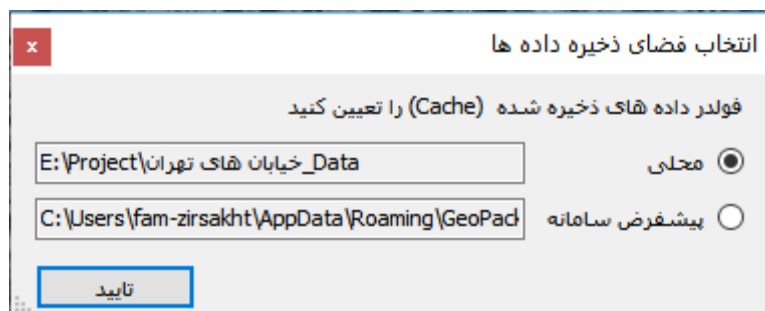 انتخاب فضای ذخیره داده ها
x
فولدر داده های ذخیره شده (Cache) را تعیین کنید
محلی
E:\Project\خیابان های تهران_Data
پیشفرض سامانه
C:\Users\fam-zirsakht\AppData\Roaming\GeoPack
تایید